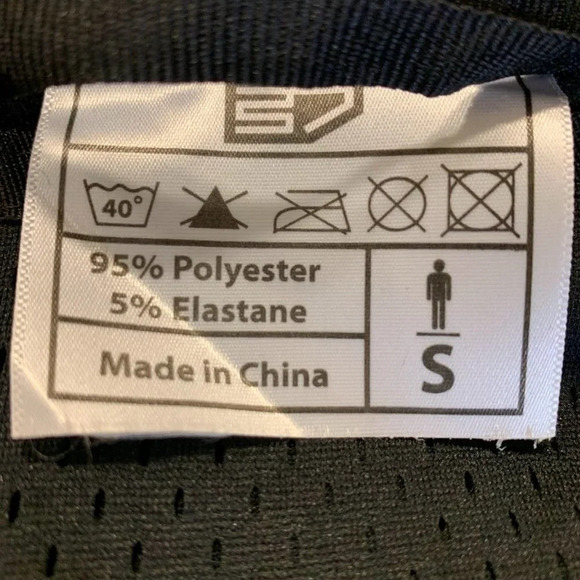 40°
95% Polyester
5% Elastane
Made in China
S